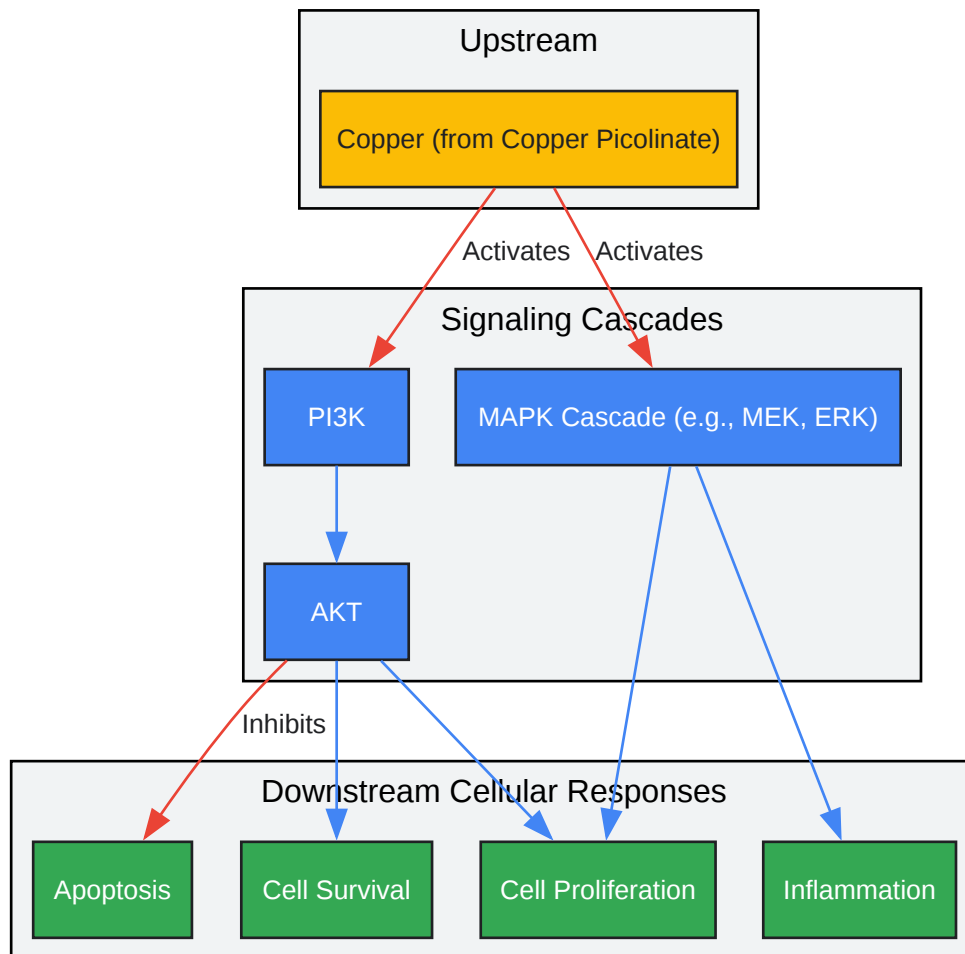 Upstream
Copper (from Copper Picolinate)
Activates
Activates
Signaling Cascades
PI3K
MAPK Cascade (e.g., MEK, ERK)
AKT
Inhibits
Downstream Cellular Responses
Apoptosis
Cell Survival
Cell Proliferation
Inflammation